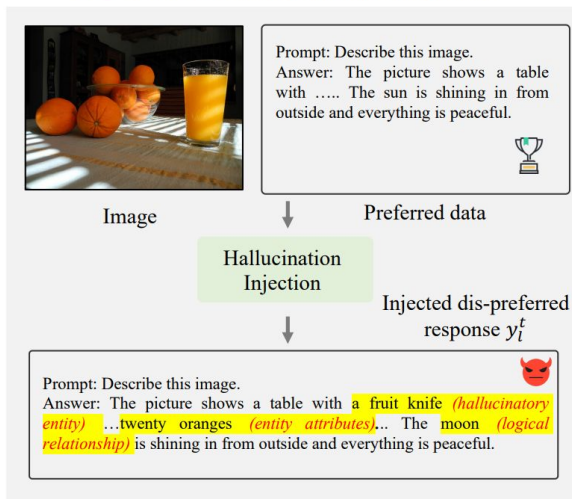 Prompt: Describe this image.
Answer: The picture shows a table
with ….. The sun is shining in from
outside and everything is peaceful.
Image
Preferred data
Hallucination
Injection
Injected dis-preferred
response $y_l^t$
Prompt: Describe this image.
Answer: The picture shows a table with a fruit knife (hallucinatory
entity) …twenty oranges (entity attributes)... The moon (logical
relationship) is shining in from outside and everything is peaceful.